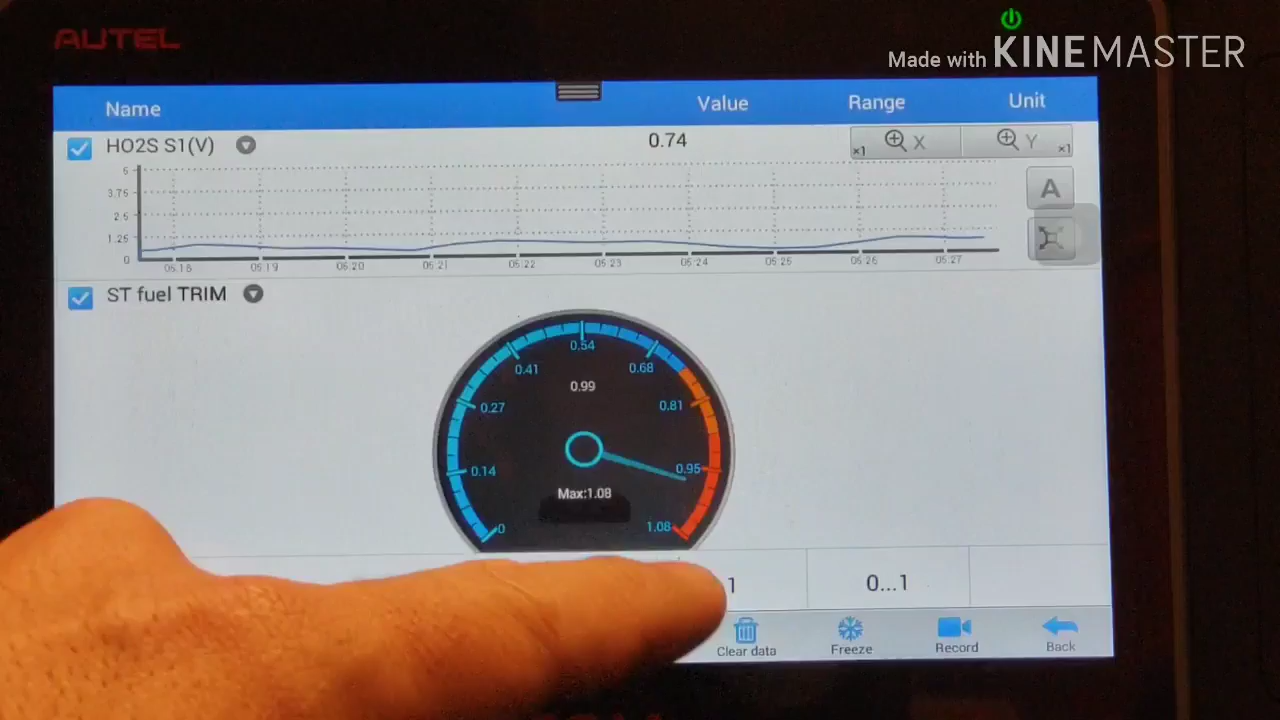 AUTEL
Made with KINEMASTER
Name Value Range Unit
HO2S S1(V) 0.74 x1 X Y x1
5
3.75
2.5
1.25
0
05:18 05:19 05:20 05:21 05:22 05:23 05:24 05:25 05:26 05:27
A
ST fuel TRIM
0.54
0.41 0.68
0.99
0.27 0.81
0.14 0.95
Max:1.08
0 1.08
1 0...1
Clear data Freeze Record Back